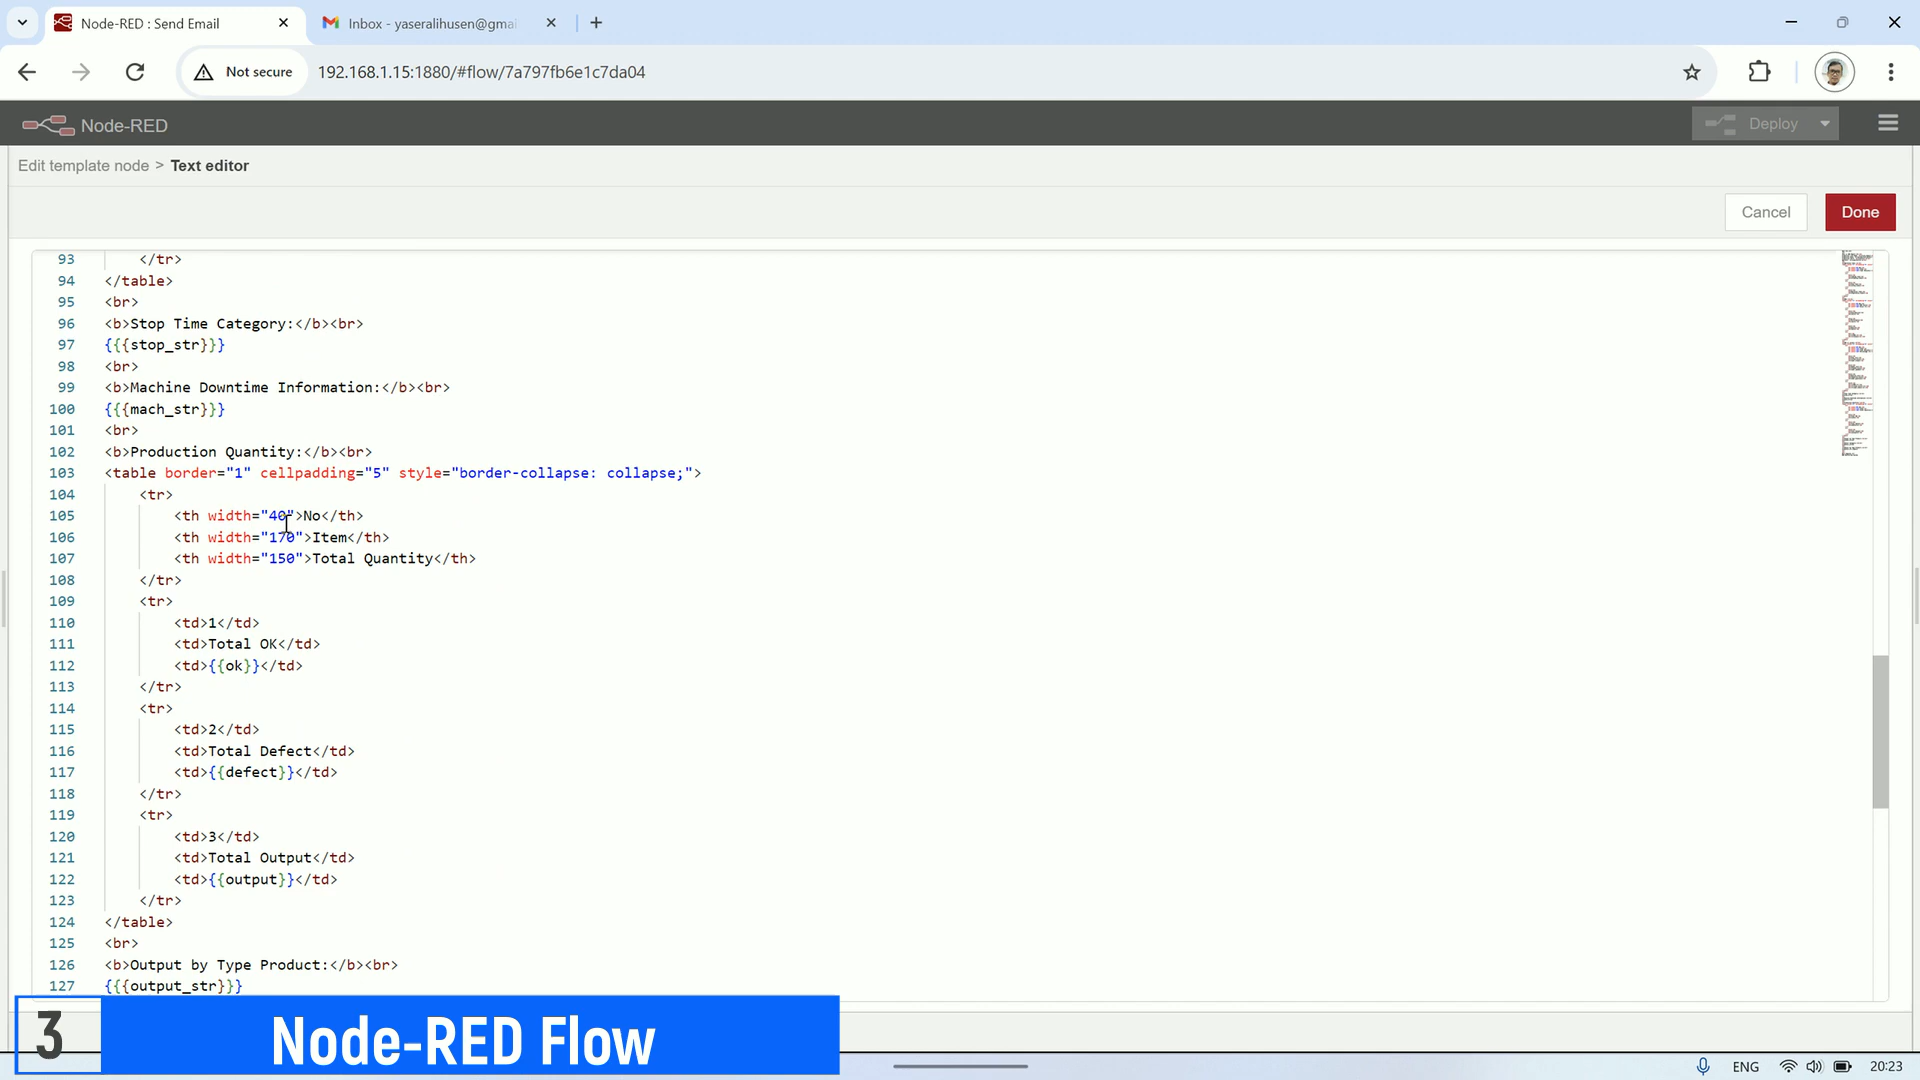 Node-RED : Send Email
Inbox - yaseralihusen@gmai
Not secure
192.168.1.15:1880/#flow/7a797fb6e1c7da04
Node-RED
Deploy
Edit template node > Text editor
Cancel
Done
93 </tr>
94 </table>
95 <br>
96 <b>Stop Time Category:</b><br>
97 {{{stop_str}}}
98 <br>
99 <b>Machine Downtime Information:</b><br>
100 {{{mach_str}}}
101 <br>
102 <b>Production Quantity:</b><br>
103 <table border="1" cellpadding="5" style="border-collapse: collapse;">
104 <tr>
105 <th width="40">No</th>
106 <th width="170">Item</th>
107 <th width="150">Total Quantity</th>
108 </tr>
109 <tr>
110 <td>1</td>
111 <td>Total OK</td>
112 <td>{{ok}}</td>
113 </tr>
114 <tr>
115 <td>2</td>
116 <td>Total Defect</td>
117 <td>{{defect}}</td>
118 </tr>
119 <tr>
120 <td>3</td>
121 <td>Total Output</td>
122 <td>{{output}}</td>
123 </tr>
124 </table>
125 <br>
126 <b>Output by Type Product:</b><br>
127 {{{output_str}}}
3 Node-RED Flow
ENG
20:23